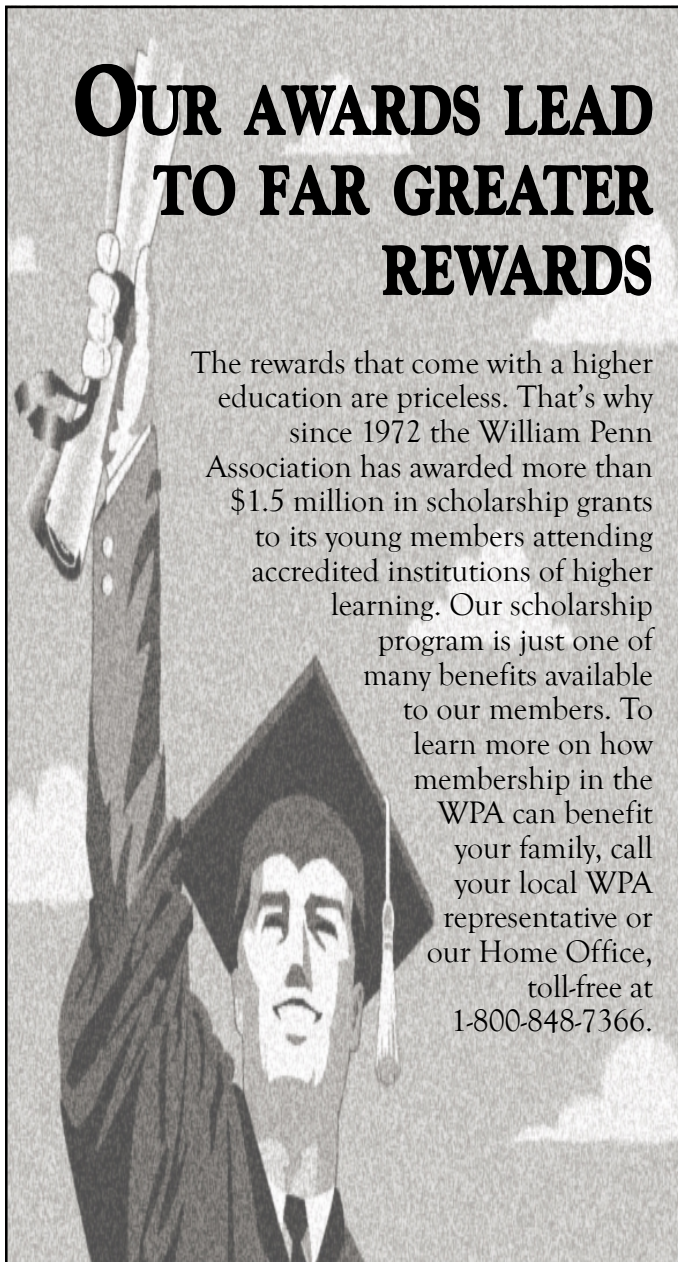 OUR AWARDS LEAD
TO FAR GREATER
REWARDS
The rewards that come with a higher
education are priceless. That’s why
since 1972 the William Penn
Association has awarded more than
$1.5 million in scholarship grants
to its young members attending
accredited institutions of higher
learning. Our scholarship
program is just one of
many benefits available
to our members. To
learn more on how
membership in the
WPA can benefit
your family, call
your local WPA
representative or
our Home Office,
toll-free at
1-800-848-7366.